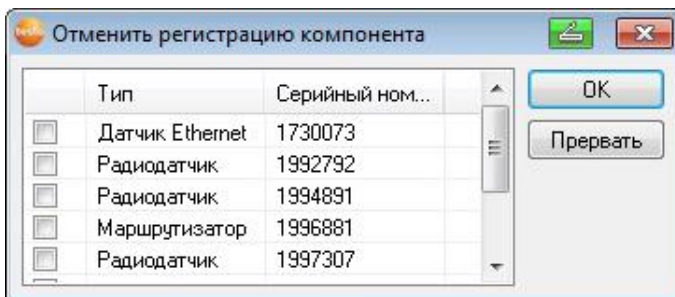 testo Отменить регистрацию компонента
Тип Серийный ном... OK
Датчик Ethernet 1730073
Прервать
Радиодатчик 1992792
Радиодатчик 1994891
Маршрутизатор 1996881
Радиодатчик 1997307